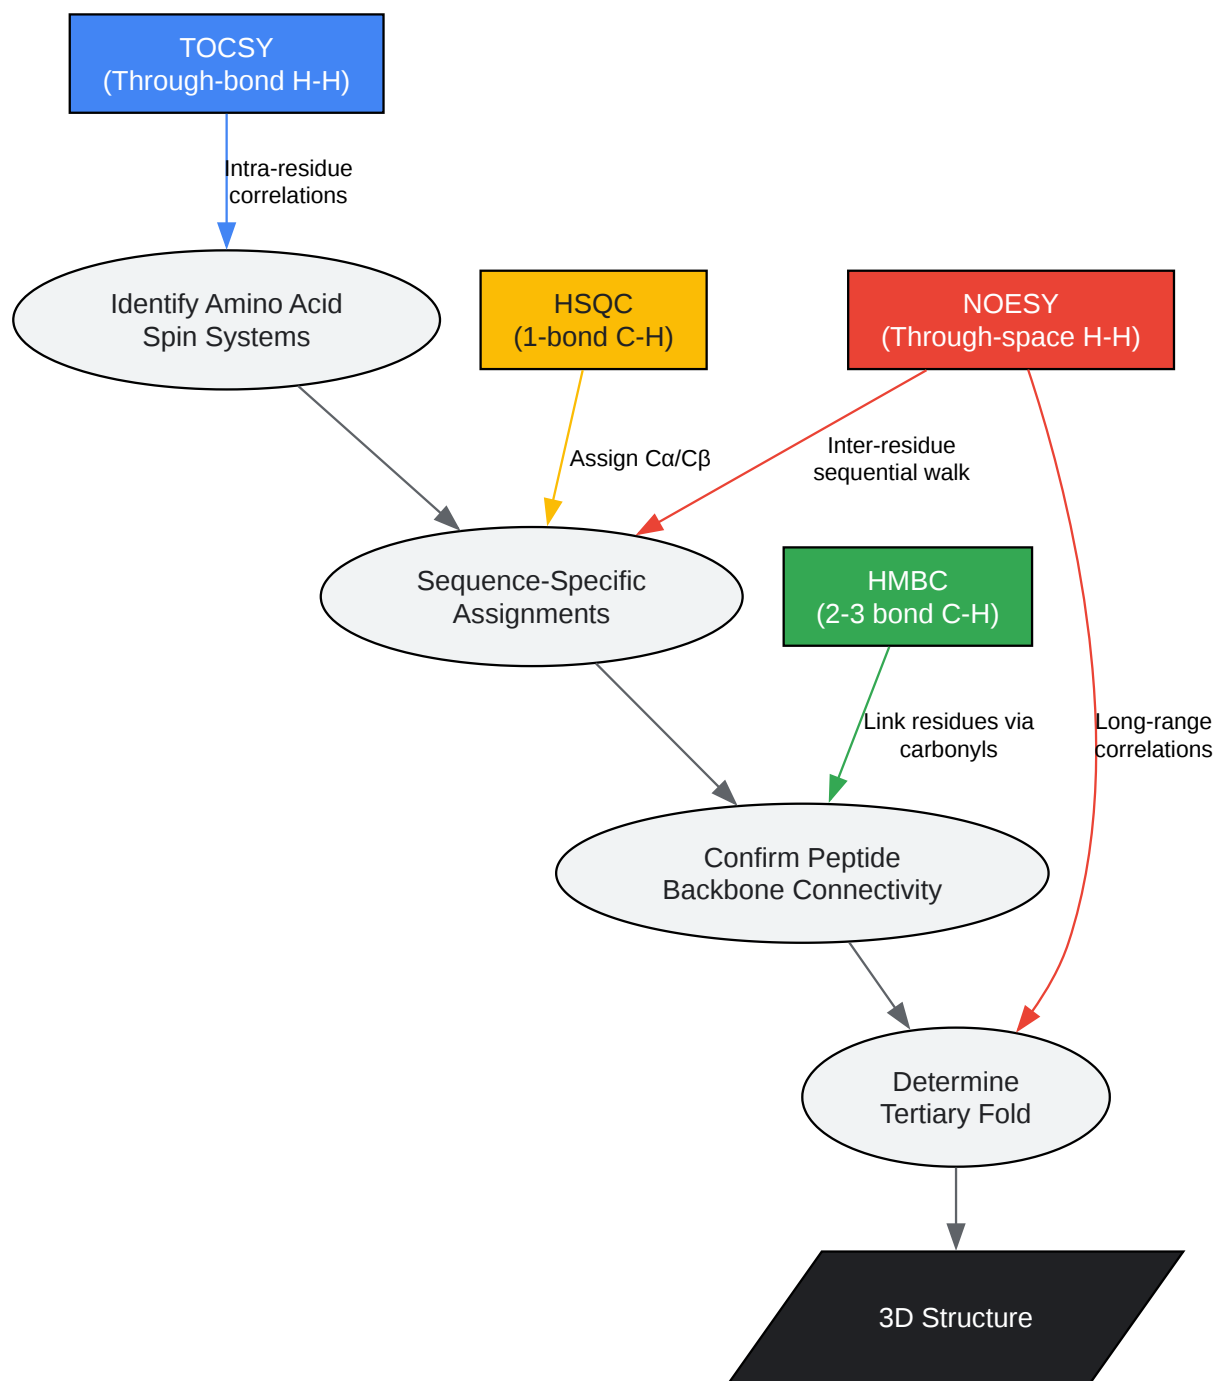 TOCSY
(Through-bond H-H)
Intra-residue
correlations
Identify Amino Acid
Spin Systems
HSQC
(1-bond C-H)
NOESY
(Through-space H-H)
Assign Cα/Cβ
Inter-residue
sequential walk
Sequence-Specific
Assignments
HMBC
(2-3 bond C-H)
Link residues via
carbonyls
Long-range
correlations
Confirm Peptide
Backbone Connectivity
Determine
Tertiary Fold
3D Structure